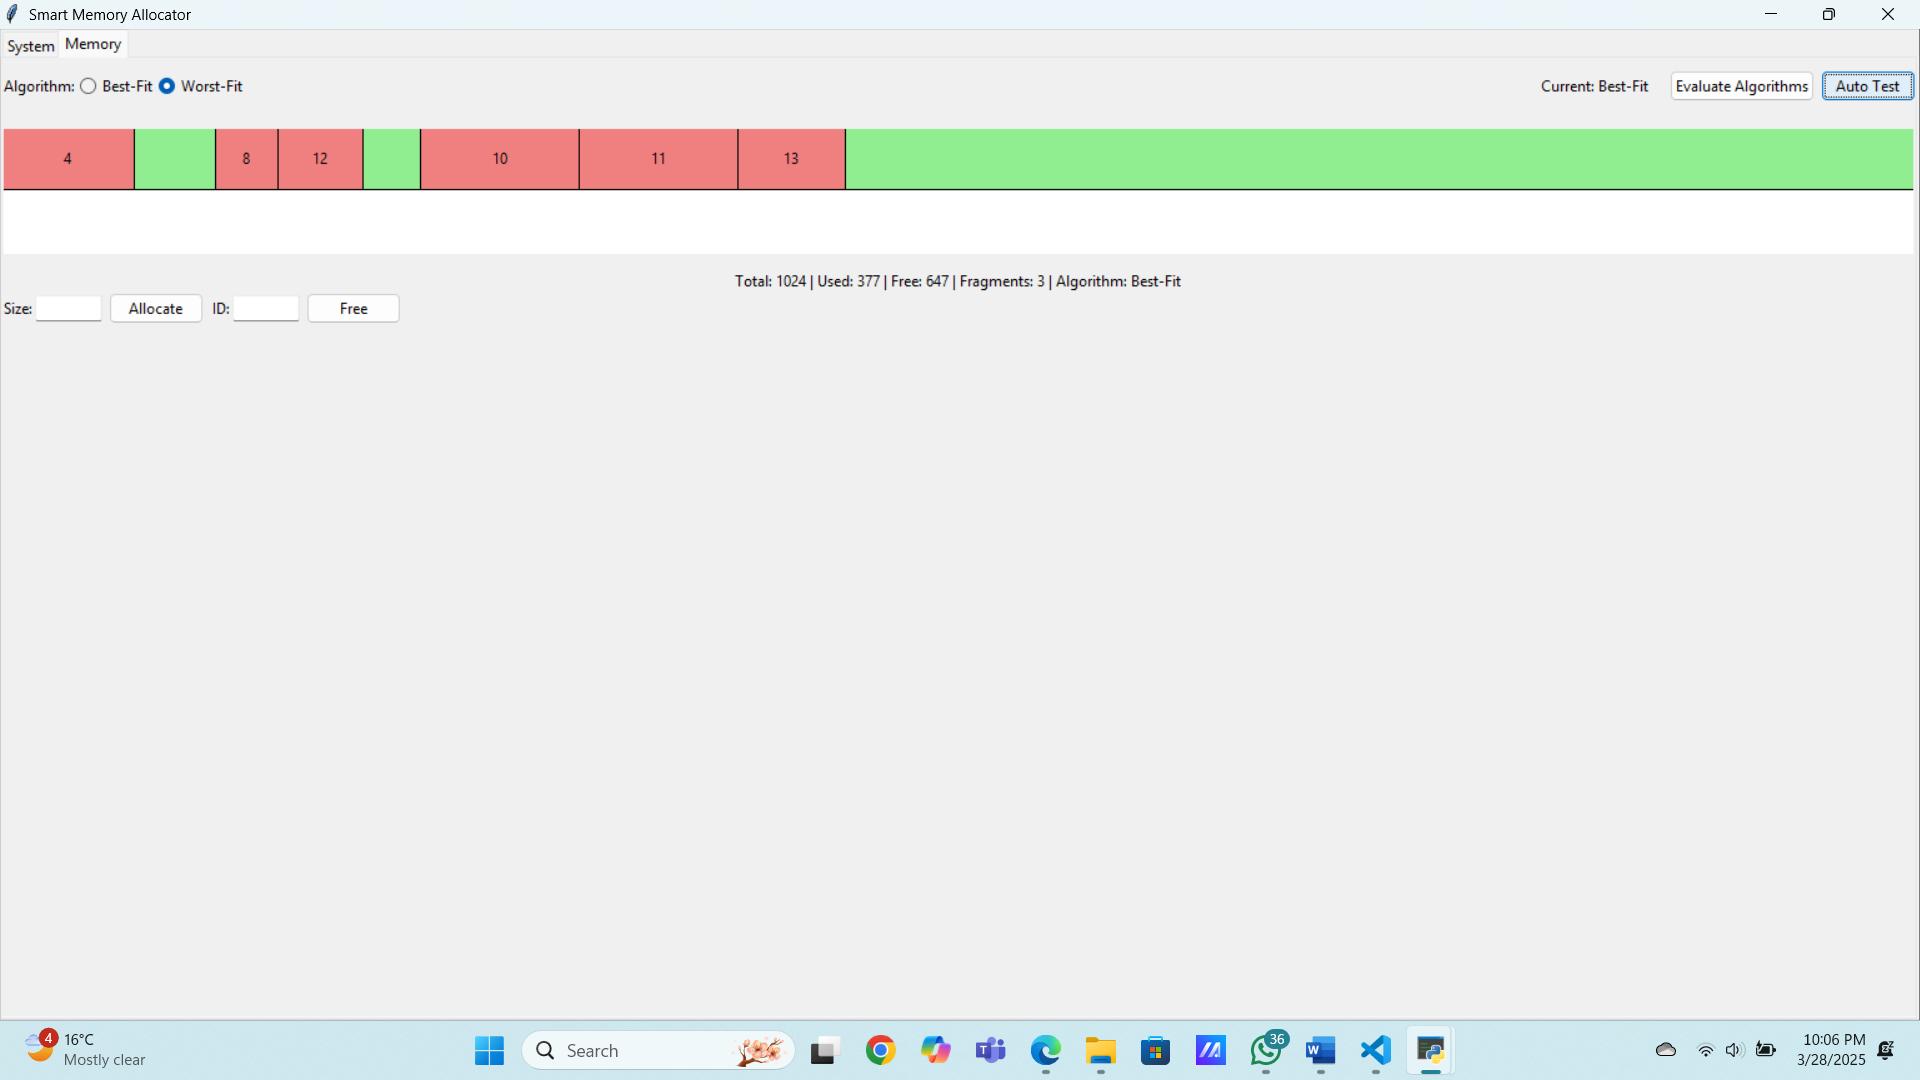 Smart Memory Allocator
System Memory
Algorithm: Best-Fit Worst-Fit Current: Best-Fit Evaluate Algorithms Auto Test
4 8 12 10 11 13
Total: 1024 | Used: 377 | Free: 647 | Fragments: 3 | Algorithm: Best-Fit
Size: Allocate ID: Free
4 16°C
Mostly clear
Search
36
10:06 PM
3/28/2025